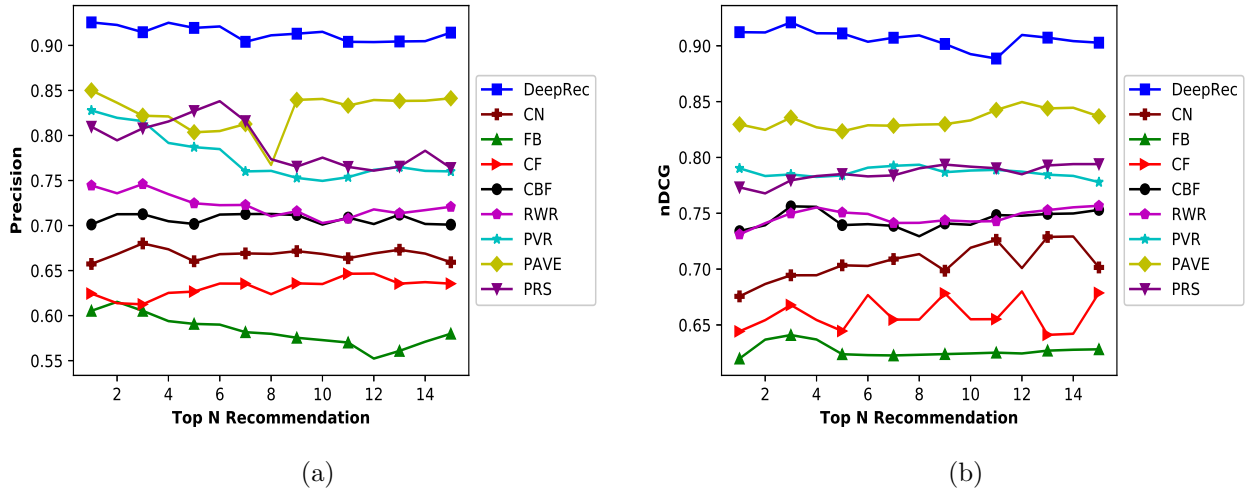 0.90
0.85
0.80
0.75
0.70
0.65
0.60
0.55
Precision
2 4 6 8 10 12 14
Top N Recommendation
DeepRec
CN
FB
CF
CBF
RWR
PVR
PAVE
PRS
(a)
0.90
0.85
0.80
0.75
0.70
0.65
nDCG
2 4 6 8 10 12 14
Top N Recommendation
DeepRec
CN
FB
CF
CBF
RWR
PVR
PAVE
PRS
(b)